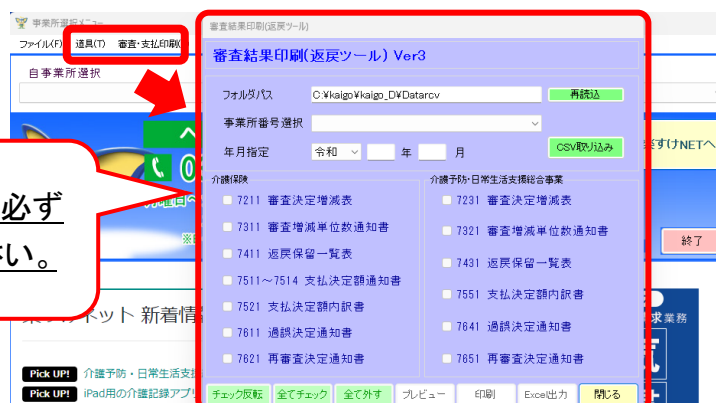 事業所選択メニュー
ファイル(F) 道具(T) 審査・支払印刷(
自事業所選択
審査結果印刷(返戻ツール)
審査結果印刷(返戻ツール) Ver3
フォルダパス C:¥kaigo¥kaigo_D¥Datarcv 再読込
事業所番号選択
年月指定 令和 年 月 CSV取り込み
介護保険
7211 審査決定増減表
7311 審査増減単位数通知書
7411 返戻保留一覧表
7511～7514 支払決定額通知書
7521 支払決定額内訳書
7611 過誤決定通知書
7621 再審査決定通知書
介護予防・日常生活支援総合事業
7231 審査決定増減表
7321 審査増減単位数通知書
7431 返戻保留一覧表
7551 支払決定額内訳書
7641 過誤決定通知書
7651 再審査決定通知書
チェック反転 全てチェック 全て外す プレビュー 印刷 Excel出力 閉じる
必ず
い。
すけNETへ
終了
ネット 新着情
求業務
Pick UP! 介護予防・日常生活支
Pick UP! iPad用の介護記録アプ